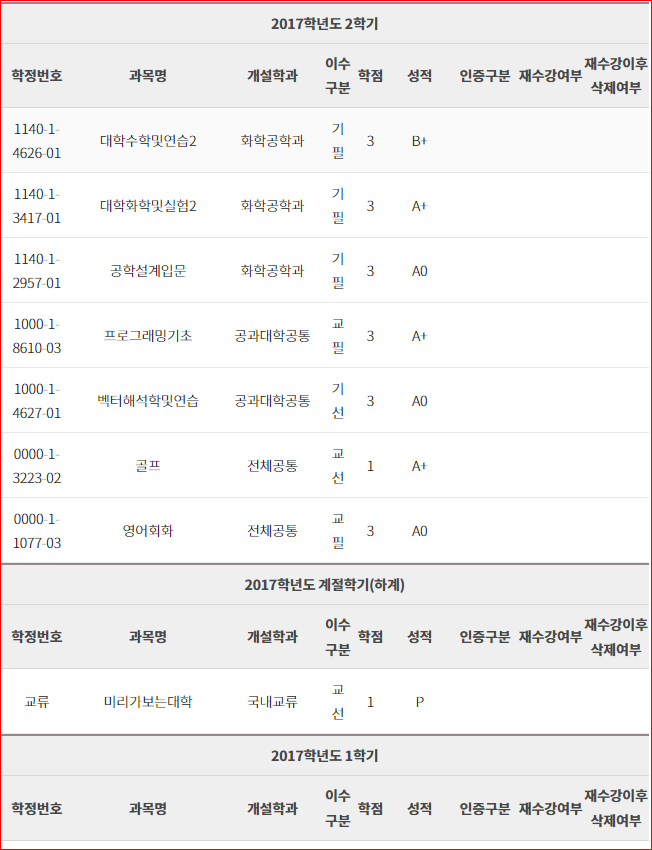 2017학년도 2학기
학정번호 과목명 개설학과 이수구분 학점 성적 인증구분 재수강여부 재수강이후삭제여부
1140-1-4626-01 대학수학및연습2 화학공학과 기필 3 B+
1140-1-3417-01 대학화학및실험2 화학공학과 기필 3 A+
1140-1-2957-01 공학설계입문 화학공학과 기필 3 A0
1000-1-8610-03 프로그래밍기초 공과대학공통 교필 3 A+
1000-1-4627-01 벡터해석학및연습 공과대학공통 기선 3 A0
0000-1-3223-02 골프 전체공통 교선 1 A+
0000-1-1077-03 영어회화 전체공통 교필 3 A0
2017학년도 계절학기(하계)
학정번호 과목명 개설학과 이수구분 학점 성적 인증구분 재수강여부 재수강이후삭제여부
교류 미리가보는대학 국내교류 교선 1 P
2017학년도 1학기
학정번호 과목명 개설학과 이수구분 학점 성적 인증구분 재수강여부 재수강이후삭제여부